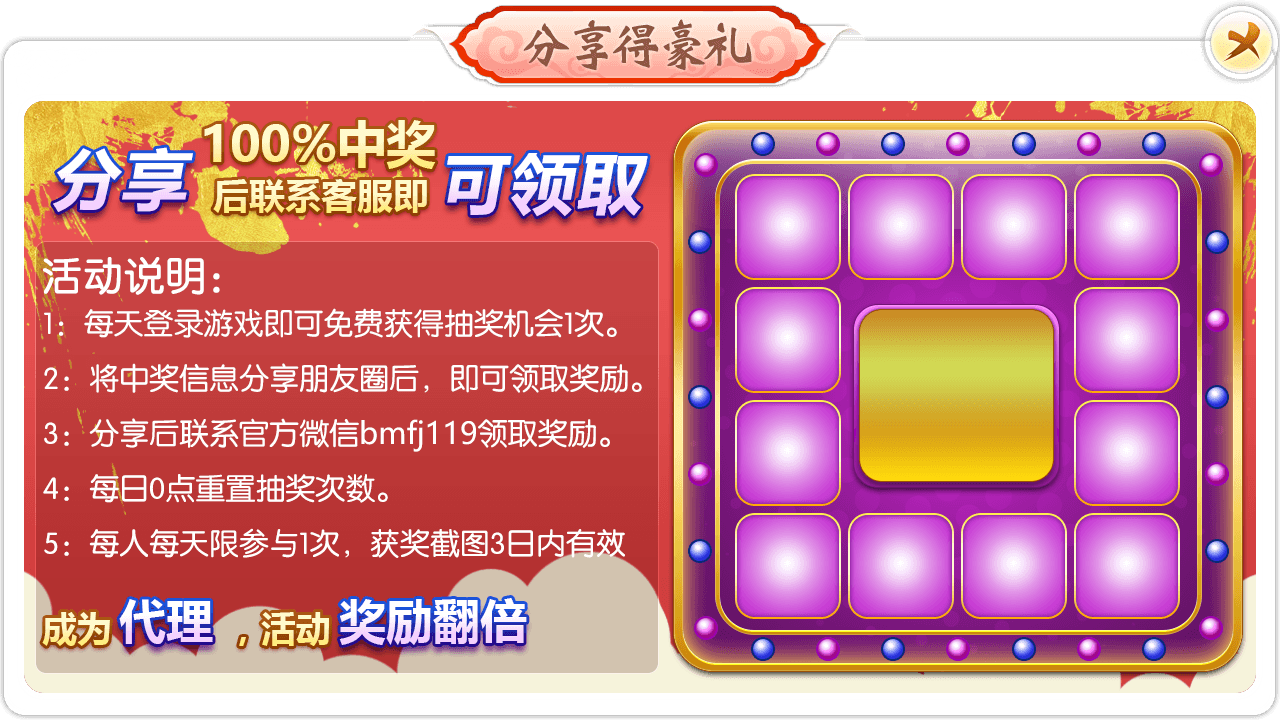 分享得豪礼
分享 100%中奖 后联系客服即 可领取
活动说明：
1：每天登录游戏即可免费获得抽奖机会1次。
2：将中奖信息分享朋友圈后，即可领取奖励。
3：分享后联系官方微信bmfj119领取奖励。
4：每日0点重置抽奖次数。
5：每人每天限参与1次，获奖截图3日内有效
成为代理，活动奖励翻倍